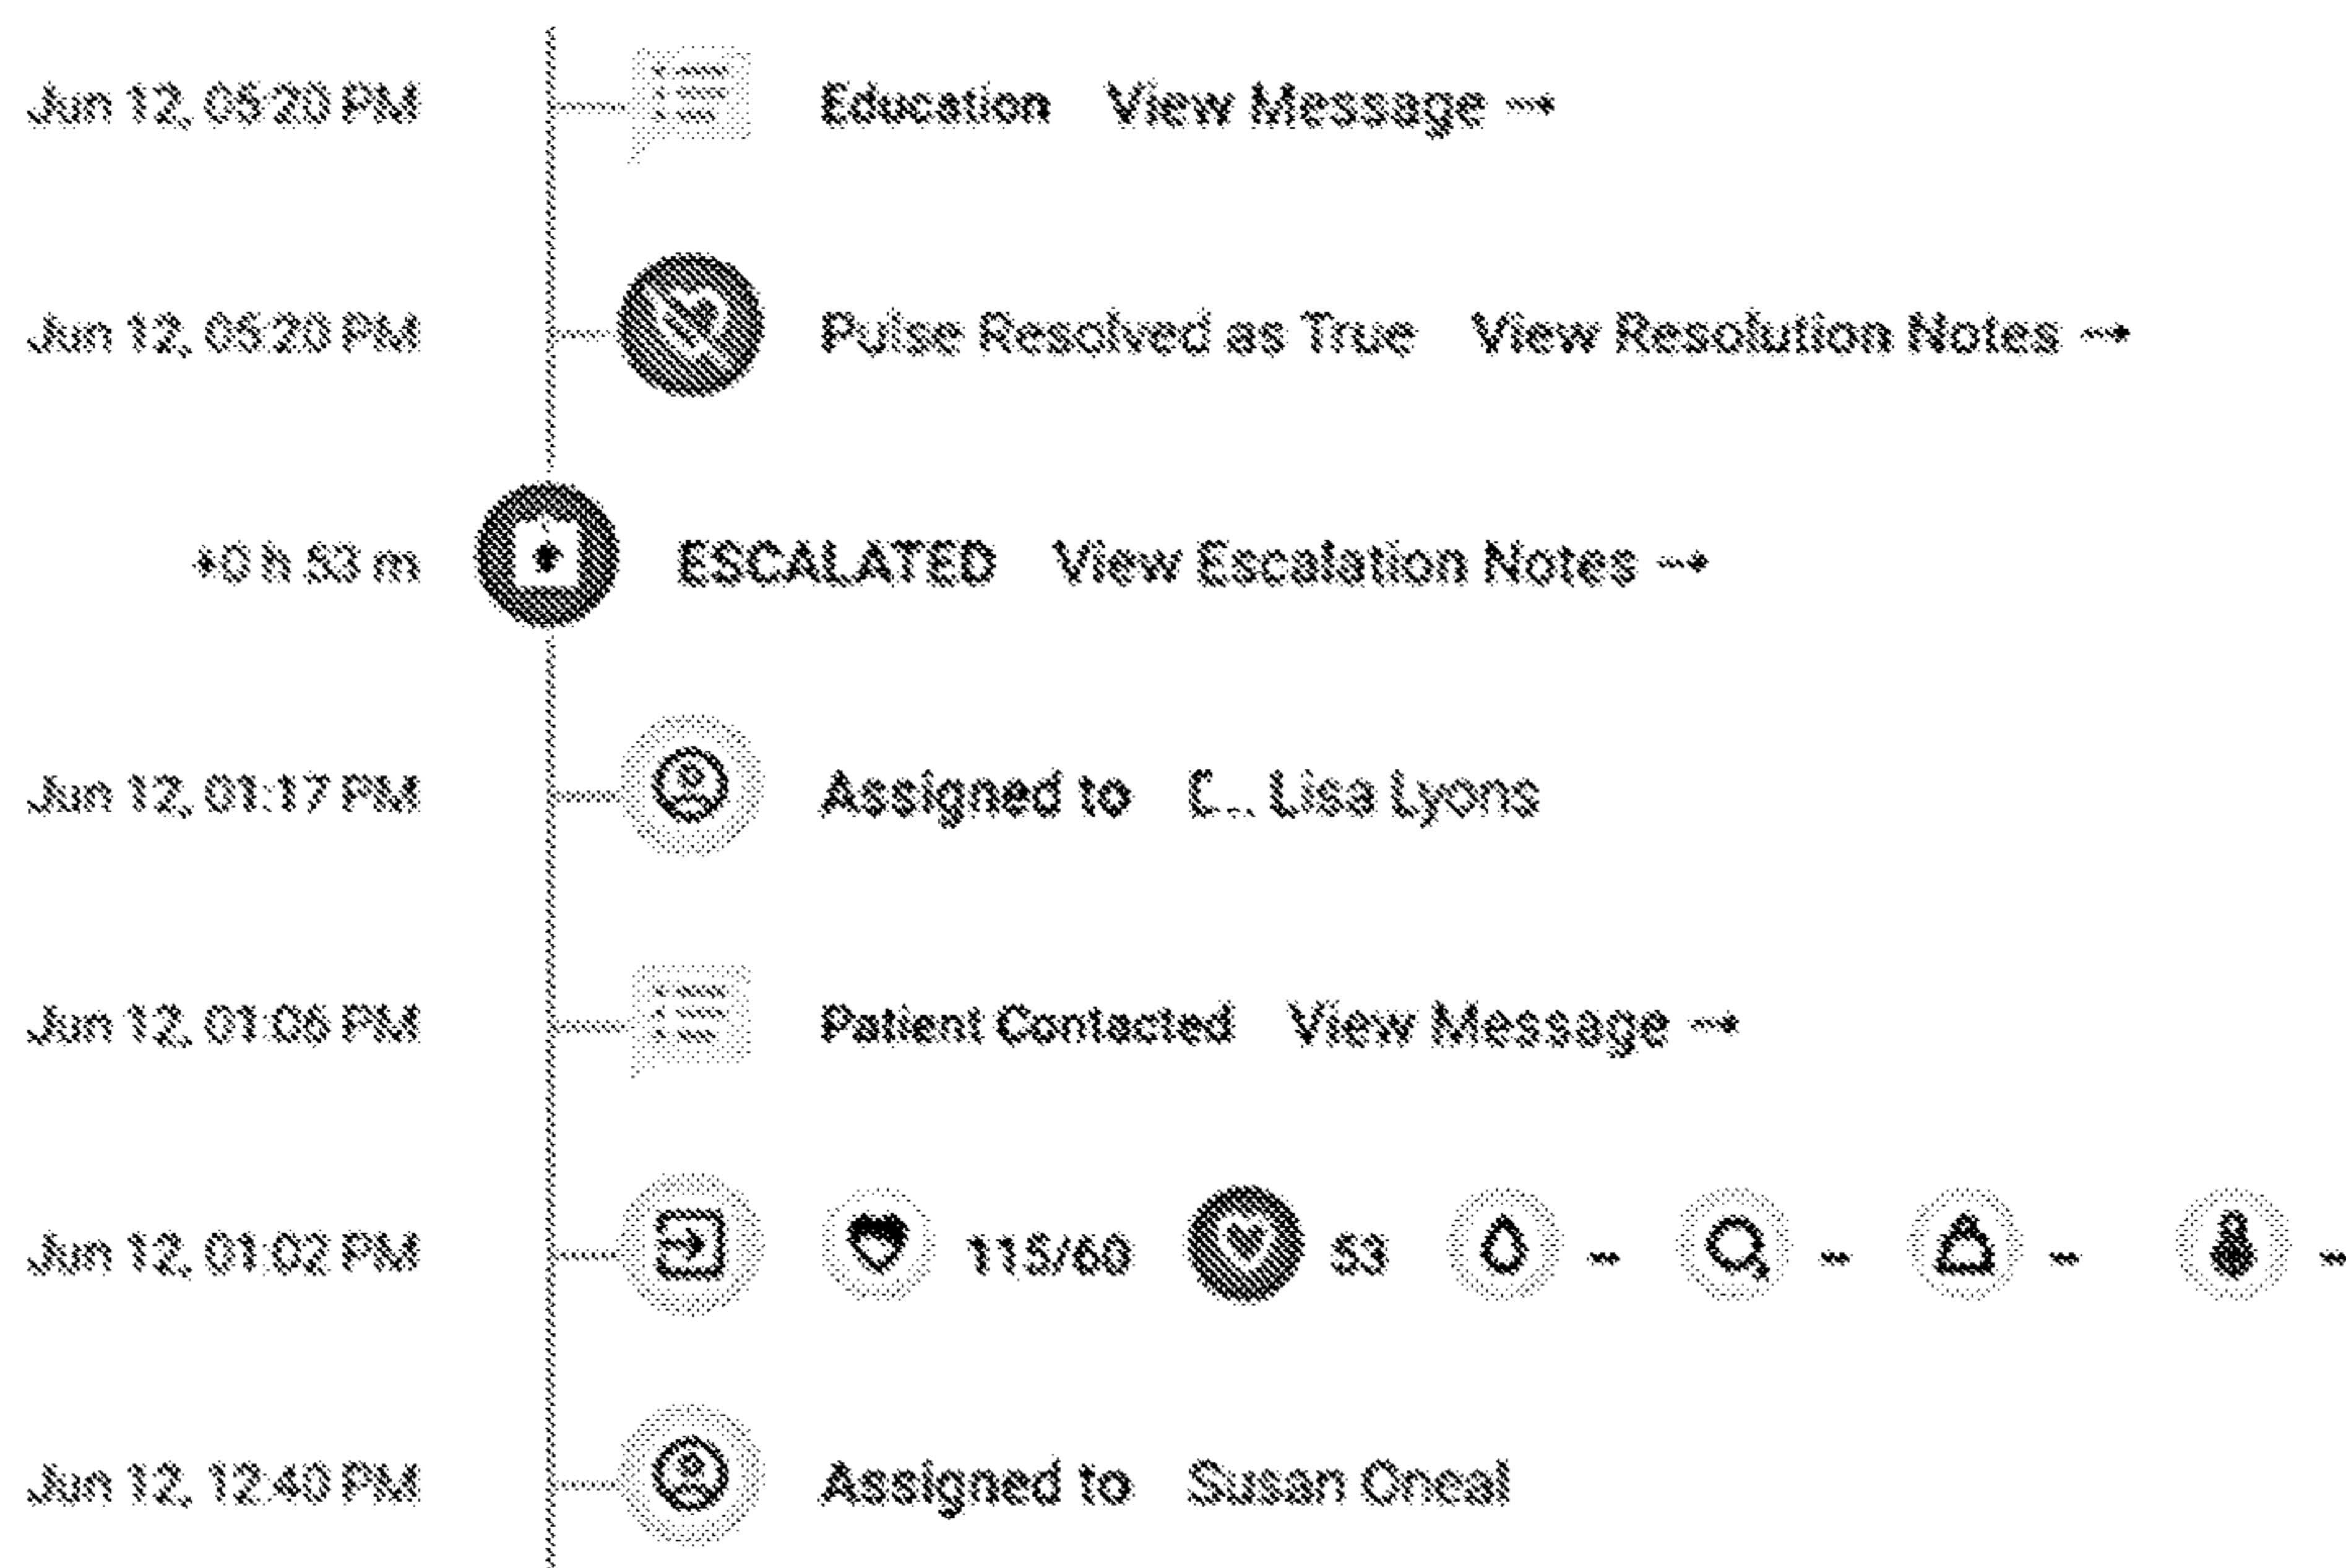 Jun 12, 05:20 PM Education View Message →
Jun 12, 05:20 PM Pulse Resolved as True View Resolution Notes →
+0 h 53 m ESCALATED View Escalation Notes →
Jun 12, 01:17 PM Assigned to Lisa Lyons
Jun 12, 01:06 PM Patient Contacted View Message →
Jun 12, 01:02 PM 115/60 53 -- -- -- --
Jun 12, 12:40 PM Assigned to Susan Oneal